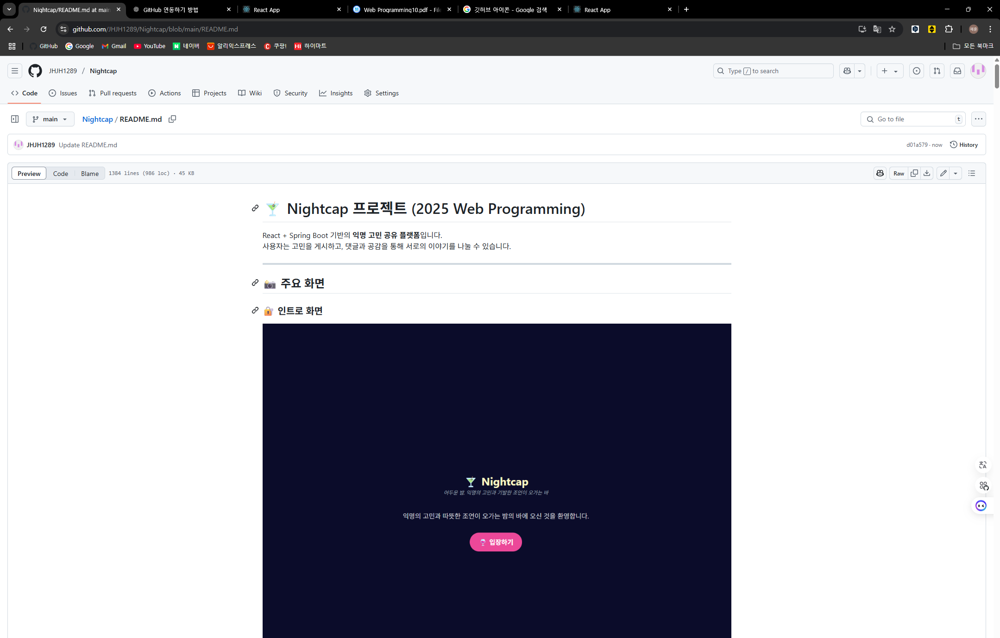 Nightcap/README.md at main
GitHub 연동하기 방법
React App
Web Programming10.pdf - File
깃허브 아이콘 - Google 검색
React App
github.com/JHJH1289/Nightcap/blob/main/README.md
재훈
GitHub
Google
Gmail
YouTube
네이버
알리익스프레스
쿠팡!
HI 하이마트
모든 북마크
JHJH1289 / Nightcap
Type / to search
Code
Issues
Pull requests
Actions
Projects
Wiki
Security
Insights
Settings
main
Nightcap / README.md
Go to file
t
JHJH1289 Update README.md
d01a579 · now
History
Preview
Code
Blame
1384 lines (986 loc) · 45 KB
Raw
Nightcap 프로젝트 (2025 Web Programming)
React + Spring Boot 기반의 익명 고민 공유 플랫폼입니다.
사용자는 고민을 게시하고, 댓글과 공감을 통해 서로의 이야기를 나눌 수 있습니다.
주요 화면
인트로 화면
Nightcap
어두운 밤, 익명의 고민과 기발한 조언이 오가는 바
익명의 고민과 따뜻한 조언이 오가는 밤의 바에 오신 것을 환영합니다.
입장하기